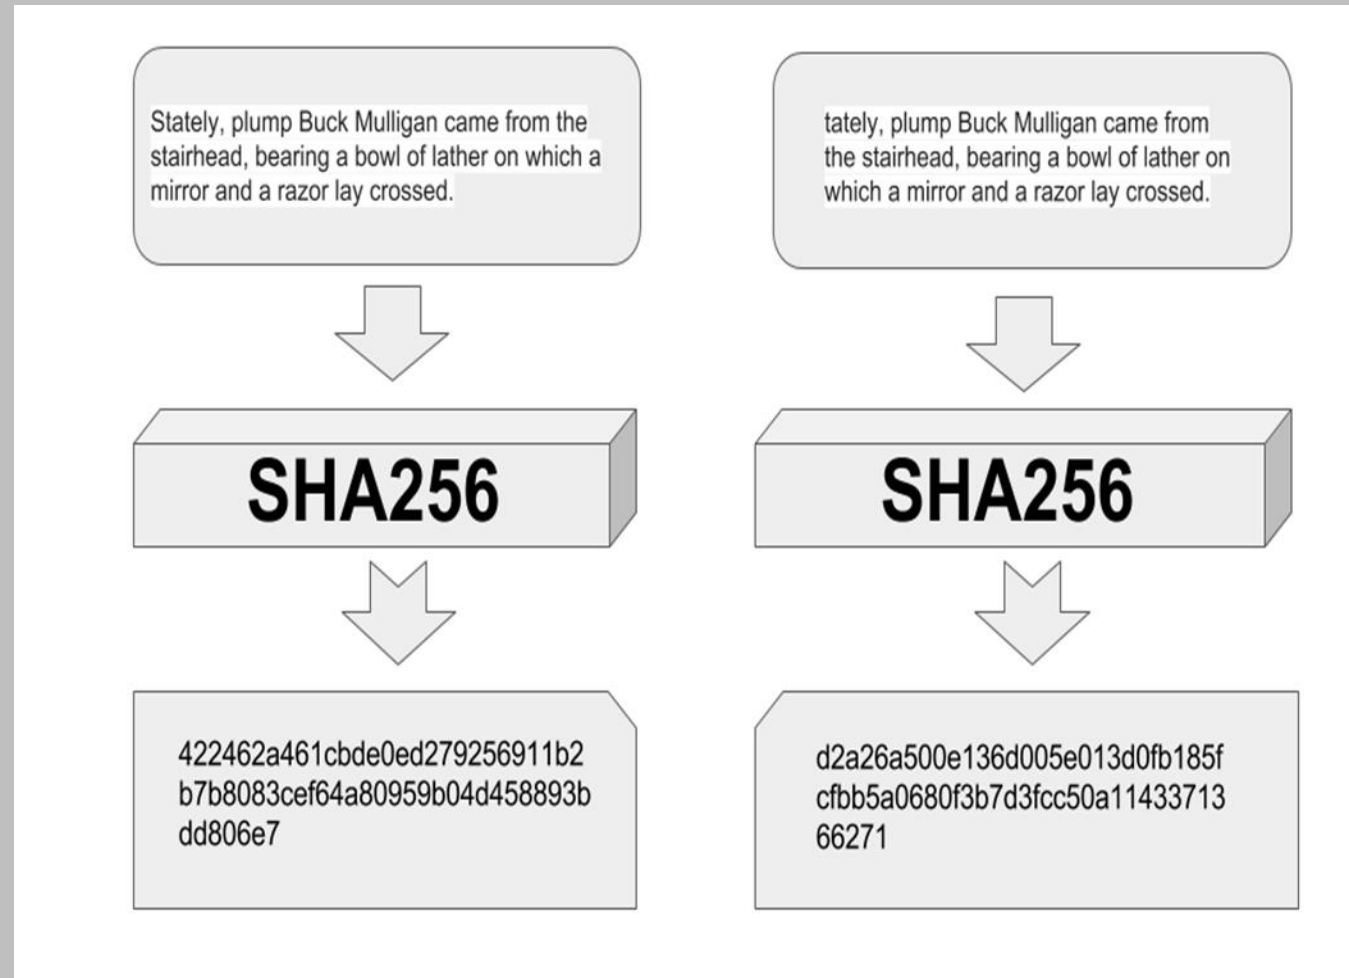 Stately, plump Buck Mulligan came from the
stairhead, bearing a bowl of lather on which a
mirror and a razor lay crossed.
SHA256
422462a461cbde0ed279256911b2
b7b8083cef64a80959b04d458893b
dd806e7
tately, plump Buck Mulligan came from
the stairhead, bearing a bowl of lather on
which a mirror and a razor lay crossed.
SHA256
d2a26a500e136d005e013d0fb185f
cfbb5a0680f3b7d3fcc50a11433713
66271